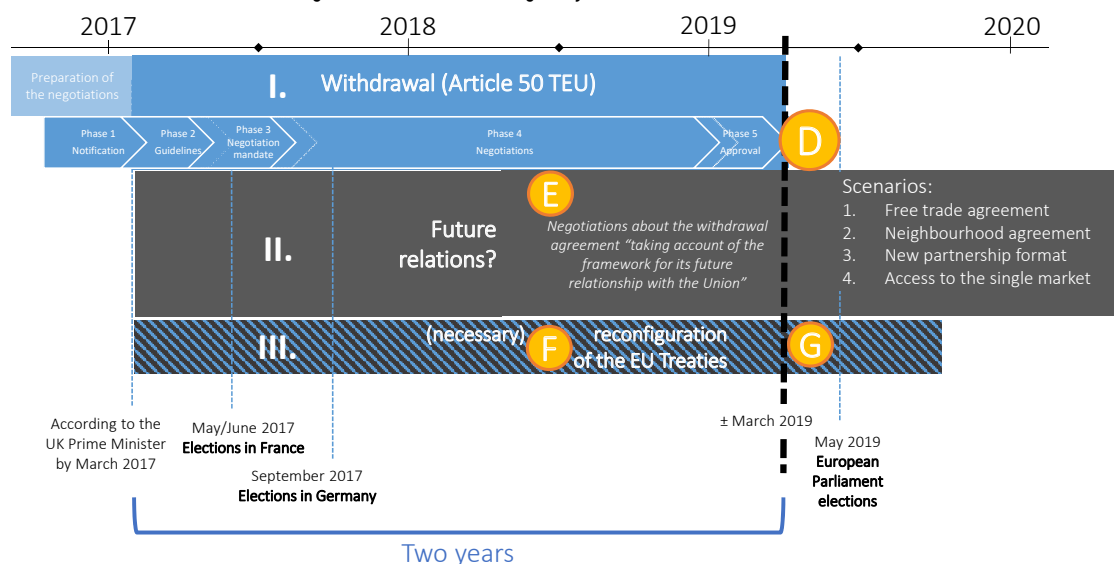 2017
2018
2019
2020
Preparation of
the negotiations
I. Withdrawal (Article 50 TEU)
Phase 1
Notification
Phase 2
Guidelines
Phase 3
Negotiation
mandate
Phase 4
Negotiations
Phase 5
Approval
D
II.
Future
relations?
E
Negotiations about the withdrawal
agreement “taking account of the
framework for its future
relationship with the Union”
Scenarios:
1. Free trade agreement
2. Neighbourhood agreement
3. New partnership format
4. Access to the single market
III.
(necessary) reconfiguration
of the EU Treaties
F
G
According to the
UK Prime Minister
by March 2017
May/June 2017
Elections in France
September 2017
Elections in Germany
± March 2019
May 2019
European
Parliament
elections
Two years